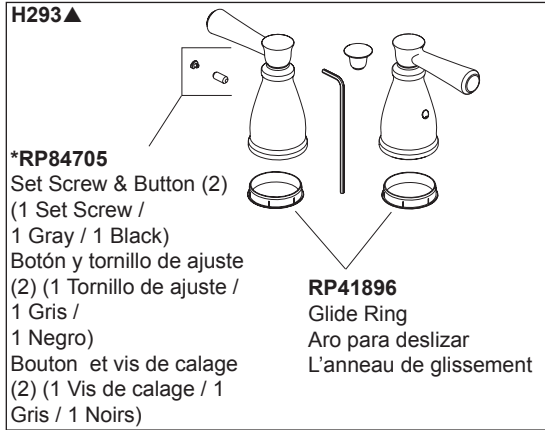 H293▲
*RP84705
Set Screw & Button (2)
(1 Set Screw /
1 Gray / 1 Black)
Botón y tornillo de ajuste
(2) (1 Tornillo de ajuste /
1 Gris /
1 Negro)
Bouton et vis de calage
(2) (1 Vis de calage / 1
Gris / 1 Noirs)
RP41896
Glide Ring
Aro para deslizar
L’anneau de glissement